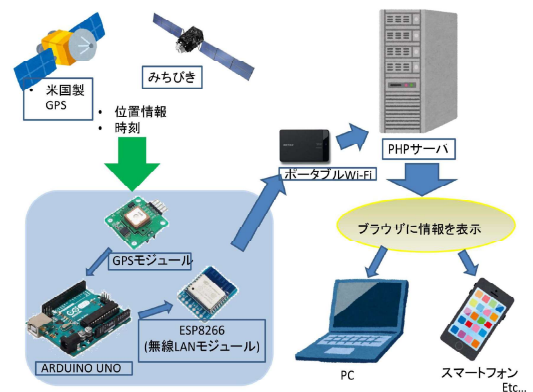 • 米国製
GPS
みちびき
• 位置情報
• 時刻
PHPサーバ
ポータブルWi-Fi
ブラウザに情報を表示
GPSモジュール
ESP8266
(無線LANモジュール)
ARDUINO UNO
PC
スマートフォン
Etc...